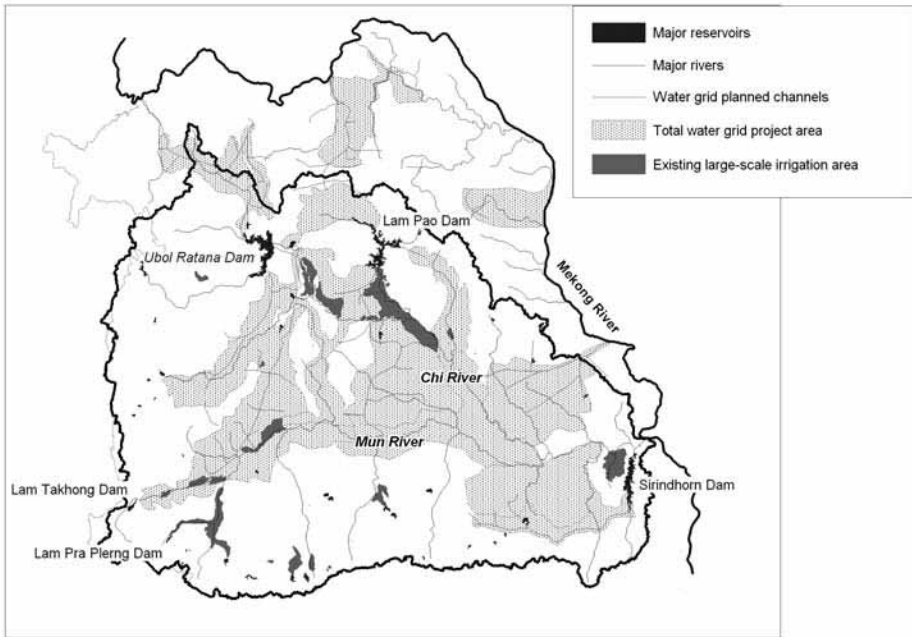 Major reservoirs
Major rivers
Water grid planned channels
Total water grid project area
Existing large-scale irrigation area
Lam Pao Dam
Ubol Ratana Dam
Mekong River
Chi River
Mun River
Lam Takhong Dam
Sirindhorn Dam
Lam Pra Plerng Dam